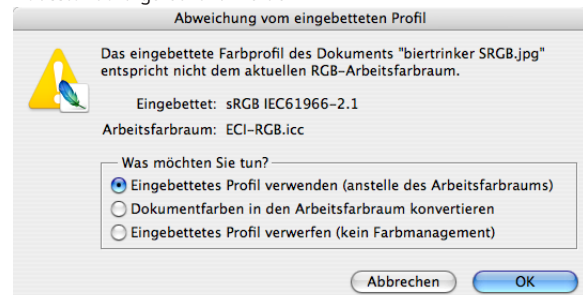 Abweichung vom eingebetteten Profil
Das eingebettete Farbprofil des Dokuments "biertrinker SRGB.jpg"
entspricht nicht dem aktuellen RGB-Arbeitsfarbraum.
Eingebettet: sRGB IEC61966-2.1
Arbeitsfarbraum: ECI-RGB.icc
Was möchten Sie tun?
Eingebettetes Profil verwenden (anstelle des Arbeitsfarbraums)
Dokumentfarben in den Arbeitsfarbraum konvertieren
Eingebettetes Profil verwerfen (kein Farbmanagement)
Abbrechen OK